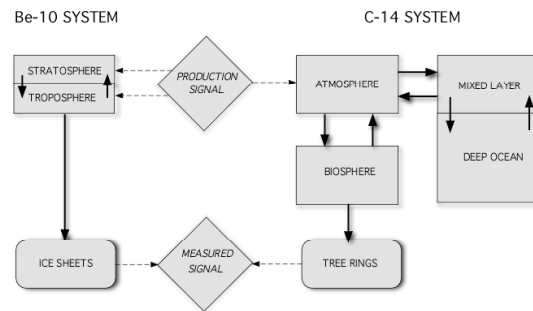 Be-10 SYSTEM
C-14 SYSTEM
STRATOSPHERE
TROPOSPHERE
PRODUCTION
SIGNAL
ATMOSPHERE
MIXED LAYER
DEEP OCEAN
BIOSPHERE
ICE SHEETS
MEASURED
SIGNAL
TREE RINGS